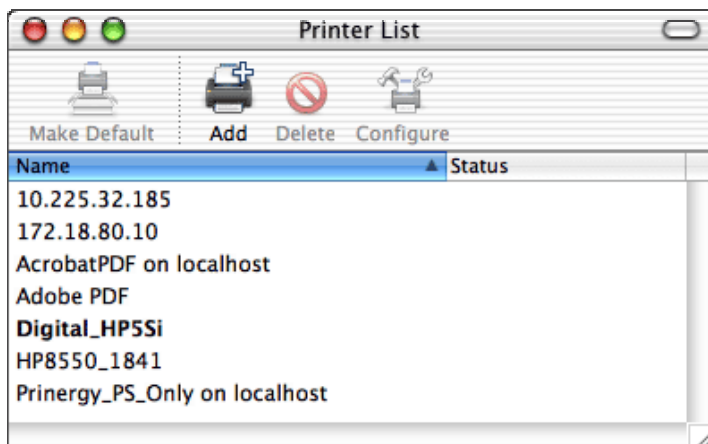 Printer List
Make Default Add Delete Configure
Name Status
10.225.32.185
172.18.80.10
AcrobatPDF on localhost
Adobe PDF
Digital_HP5Si
HP8550_1841
Prinergy_PS_Only on localhost